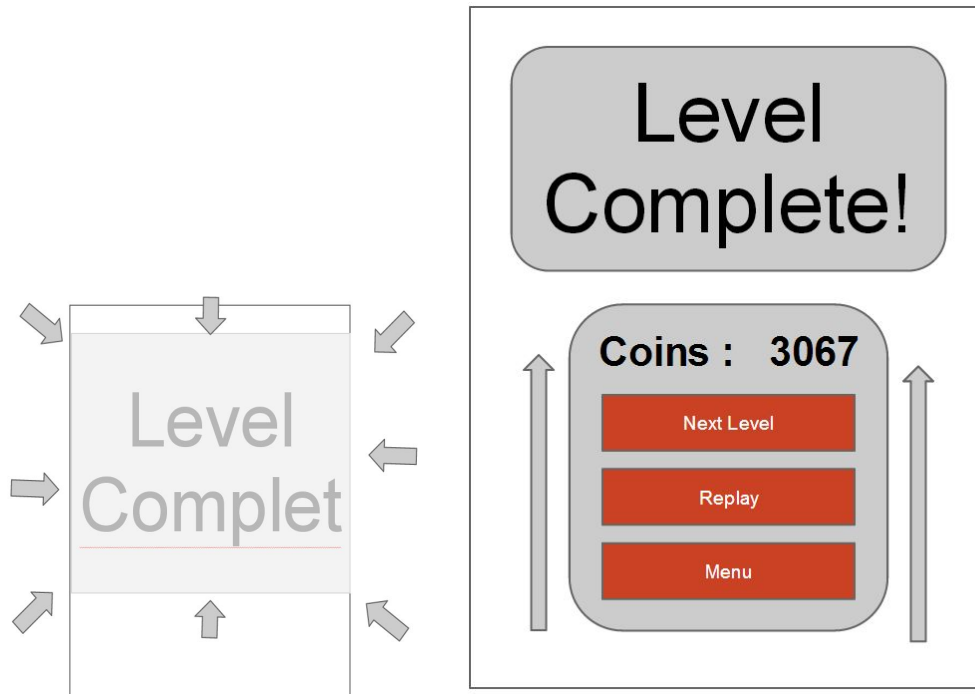 Level
Complet
Level
Complete!
Coins : 3067
Next Level
Replay
Menu